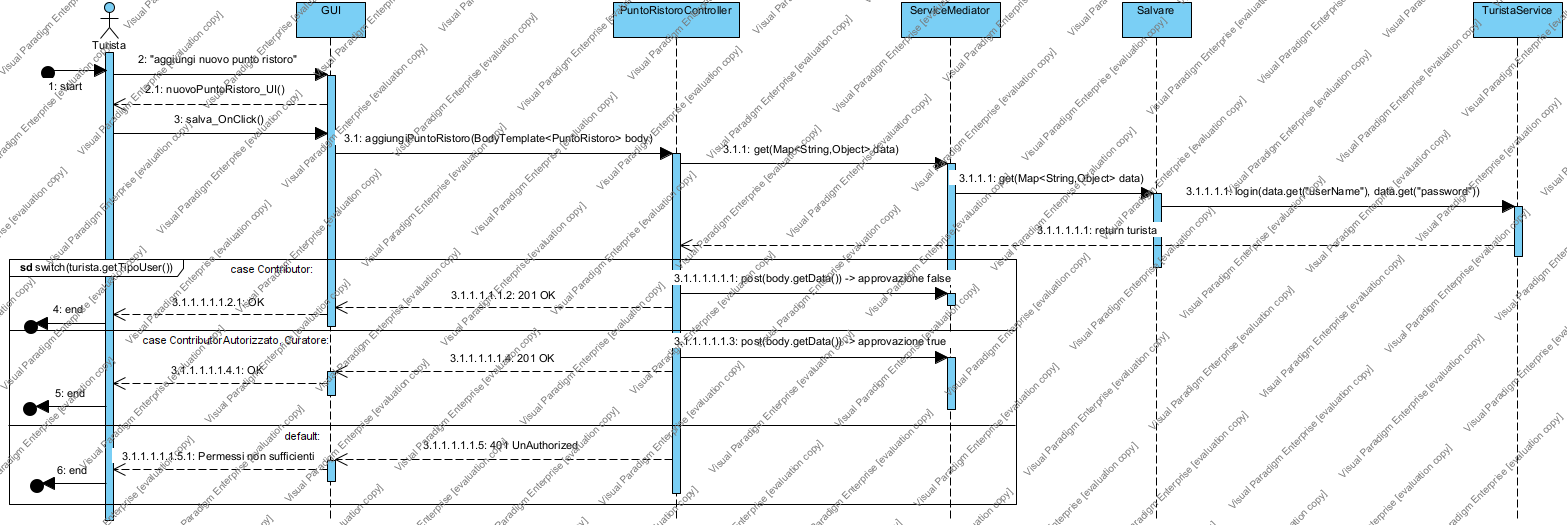 GUI
PuntoRistoroController
ServiceMediator
Salvare
TuristaService
Turista
2: "aggiungi nuovo punto ristoro"
1: start
2.1: nuovoPuntoRistoro_UI()
3: salva_OnClick()
3.1: aggiungiPuntoRistoro(BodyTemplate<PuntoRistoro> body)
3.1.1: get(Map<String,Object> data)
3.1.1.1: get(Map<String,Object> data)
3.1.1.1.1: login(data.get("userName"), data.get("password"))
3.1.1.1.1.1: return turista
sd switch(turista.getTipoUser())
case Contributor:
3.1.1.1.1.1.1: post(body.getData()) -> approvazione false
3.1.1.1.1.1.2: 201 OK
3.1.1.1.1.1.2.1: OK
4: end
case ContributorAutorizzato, Curatore:
3.1.1.1.1.1.3: post(body.getData()) -> approvazione true
3.1.1.1.1.1.4: 201 OK
3.1.1.1.1.1.4.1: OK
5: end
default:
3.1.1.1.1.1.5: 401 UnAuthorized
3.1.1.1.1.1.5.1: Permessi non sufficienti
6: end
Visual Paradigm Enterprise [evaluation copy]